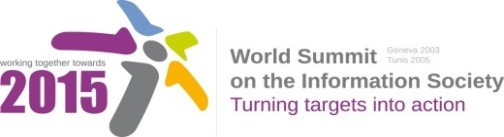 working together towards
2015
World Summit
Geneva 2003
Tunis 2005
on the Information Society
Turning targets into action